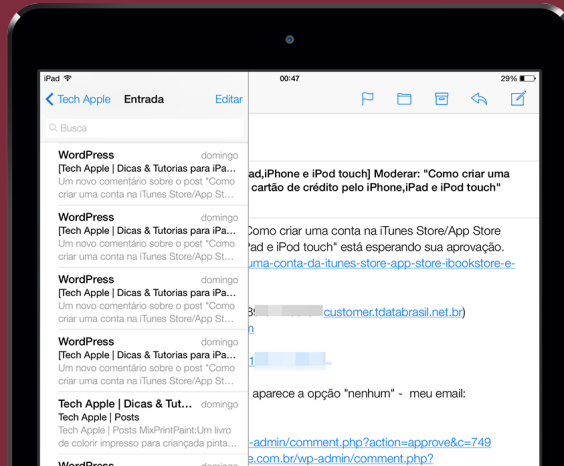 iPad
00:47
29%
Tech Apple
Entrada
Editar
Busca
WordPress domingo
[Tech Apple | Dicas & Tutorias para iPa...
Um novo comentário sobre o post "Como
criar uma conta na iTunes Store/App St...
WordPress domingo
[Tech Apple | Dicas & Tutorias para iPa...
Um novo comentário sobre o post "Como
criar uma conta na iTunes Store/App St...
WordPress domingo
[Tech Apple | Dicas & Tutorias para iPa...
Um novo comentário sobre o post "Como
criar uma conta na iTunes Store/App St...
WordPress domingo
[Tech Apple | Dicas & Tutorias para iPa...
Um novo comentário sobre o post "Como
criar uma conta na iTunes Store/App St...
Tech Apple | Dicas & Tut... domingo
Tech Apple | Posts
Tech Apple | Posts MixPrintPaint:Um livro
de colorir impresso para criançada pinta...
WordPress domingo
ad,iPhone e iPod touch] Moderar: "Como criar uma
cartão de crédito pelo iPhone,iPad e iPod touch"
Como criar uma conta na iTunes Store/App Store
Pad e iPod touch" está esperando sua aprovação.
uma-conta-da-itunes-store-app-store-ibookstore-e-
customer.tdatabrasil.net.br)
aparece a opção "nenhum" - meu email:
-admin/comment.php?action=approve&c=749
e.com.br/wp-admin/comment.php?